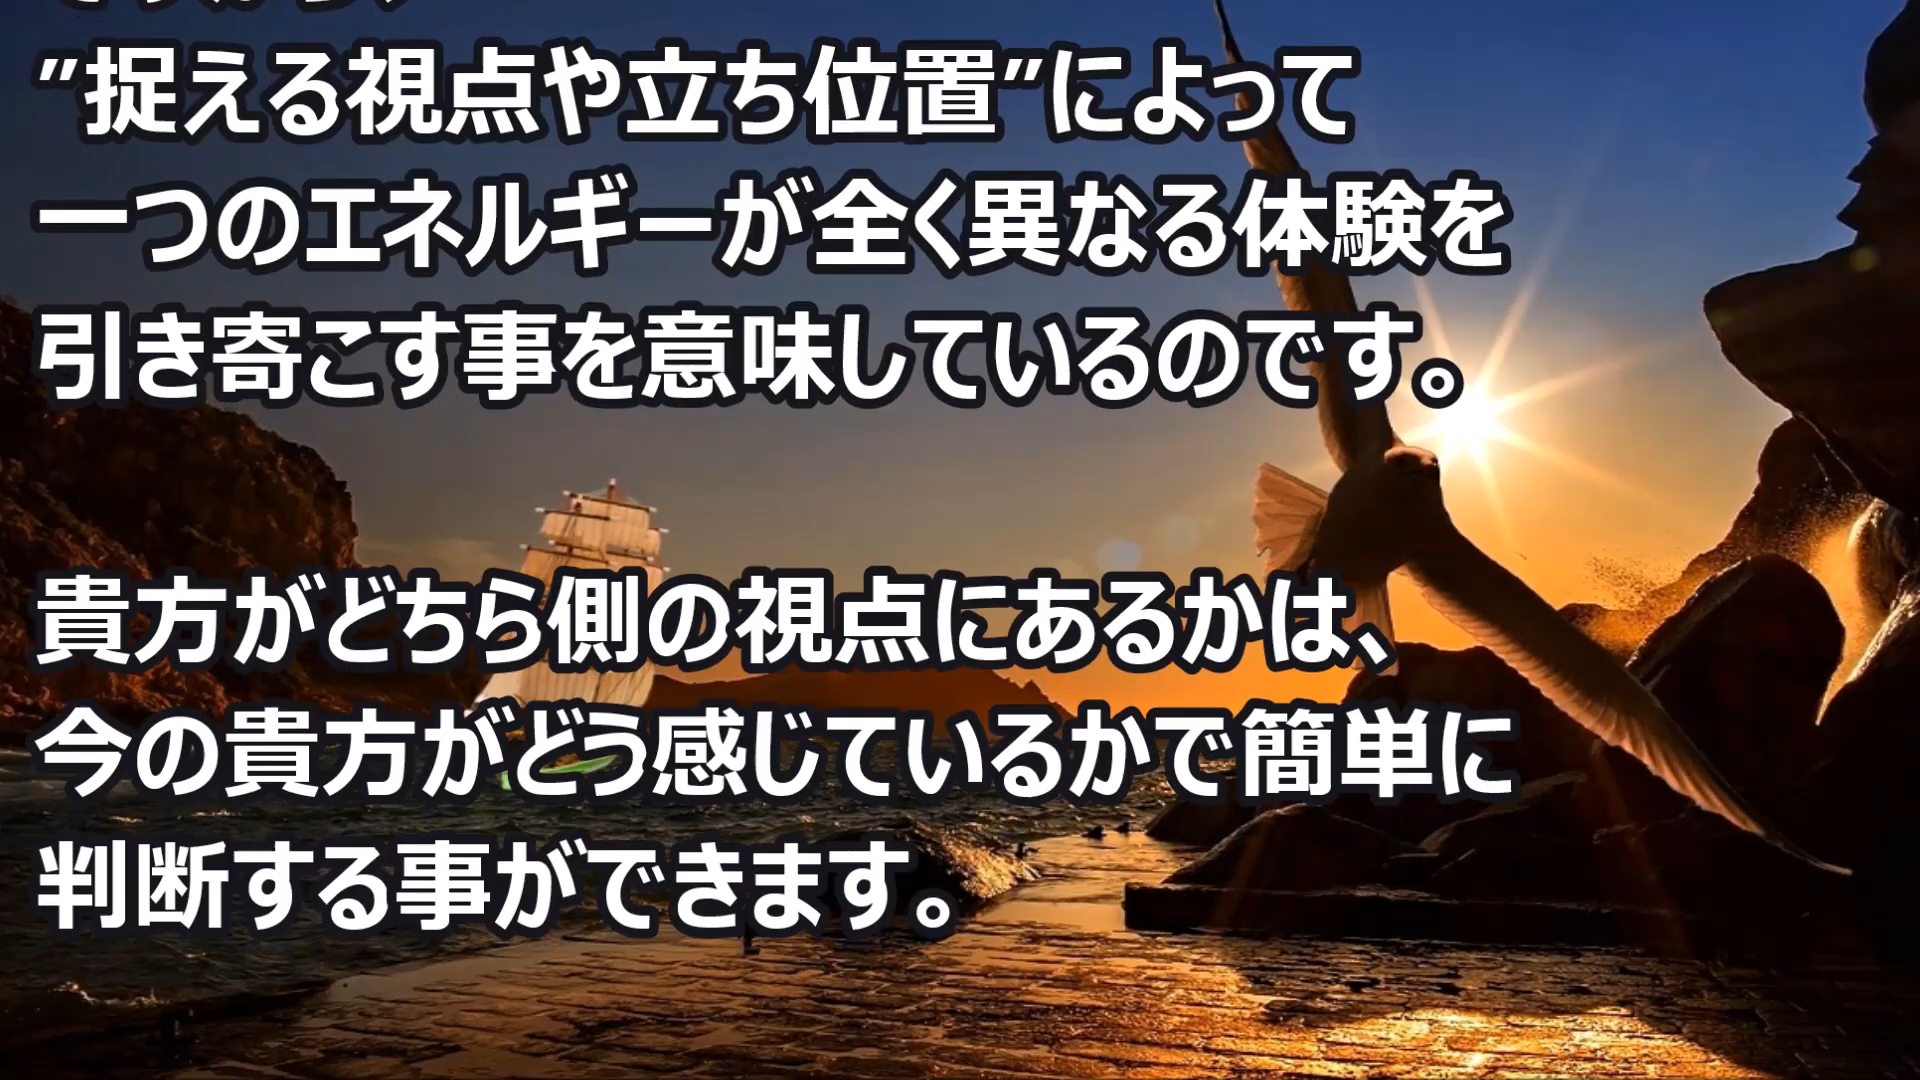 ”捉える視点や立ち位置”によって
一つのエネルギーが全く異なる体験を
引き寄こす事を意味しているのです。
貴方がどちら側の視点にあるかは、
今の貴方がどう感じているかで簡単に
判断する事ができます。